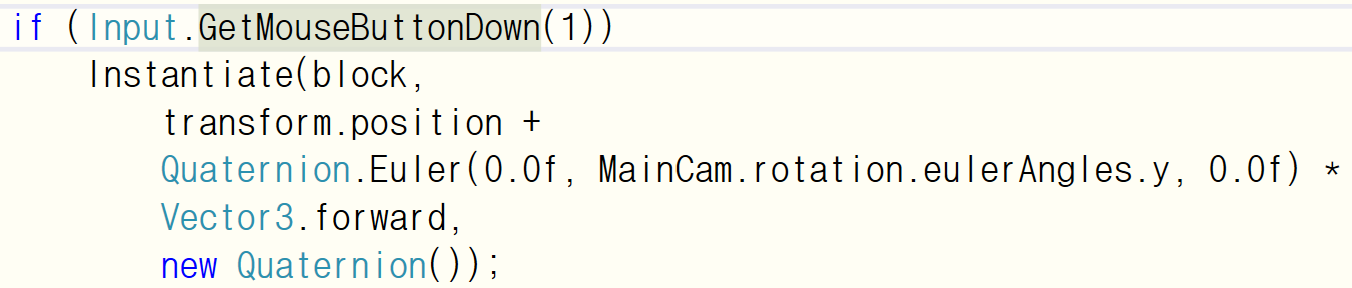 if (Input.GetMouseButtonDown(1))
Instantiate(block,
transform.position +
Quaternion.Euler(0.0f, MainCam.rotation.eulerAngles.y, 0.0f) *
Vector3.forward,
new Quaternion());